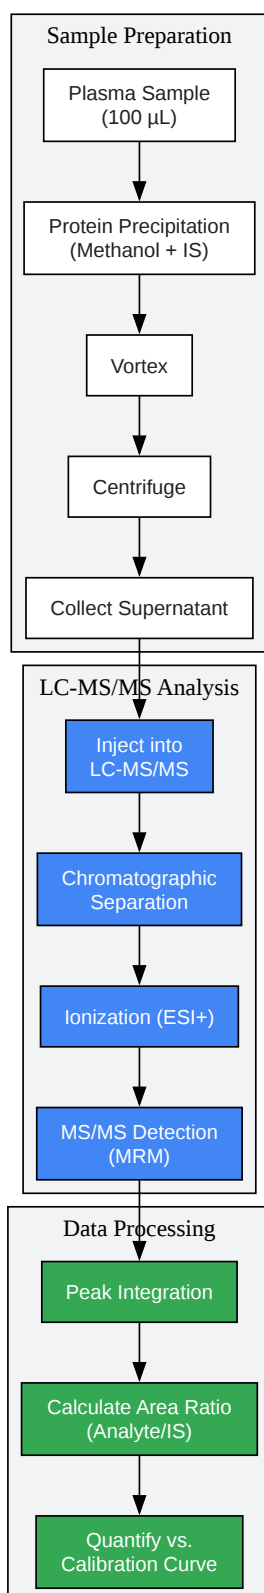 Sample Preparation
Plasma Sample
(100 µL)
Protein Precipitation
(Methanol + IS)
Vortex
Centrifuge
Collect Supernatant
LC-MS/MS Analysis
Inject into
LC-MS/MS
Chromatographic
Separation
Ionization (ESI+)
MS/MS Detection
(MRM)
Data Processing
Peak Integration
Calculate Area Ratio
(Analyte/IS)
Quantify vs.
Calibration Curve